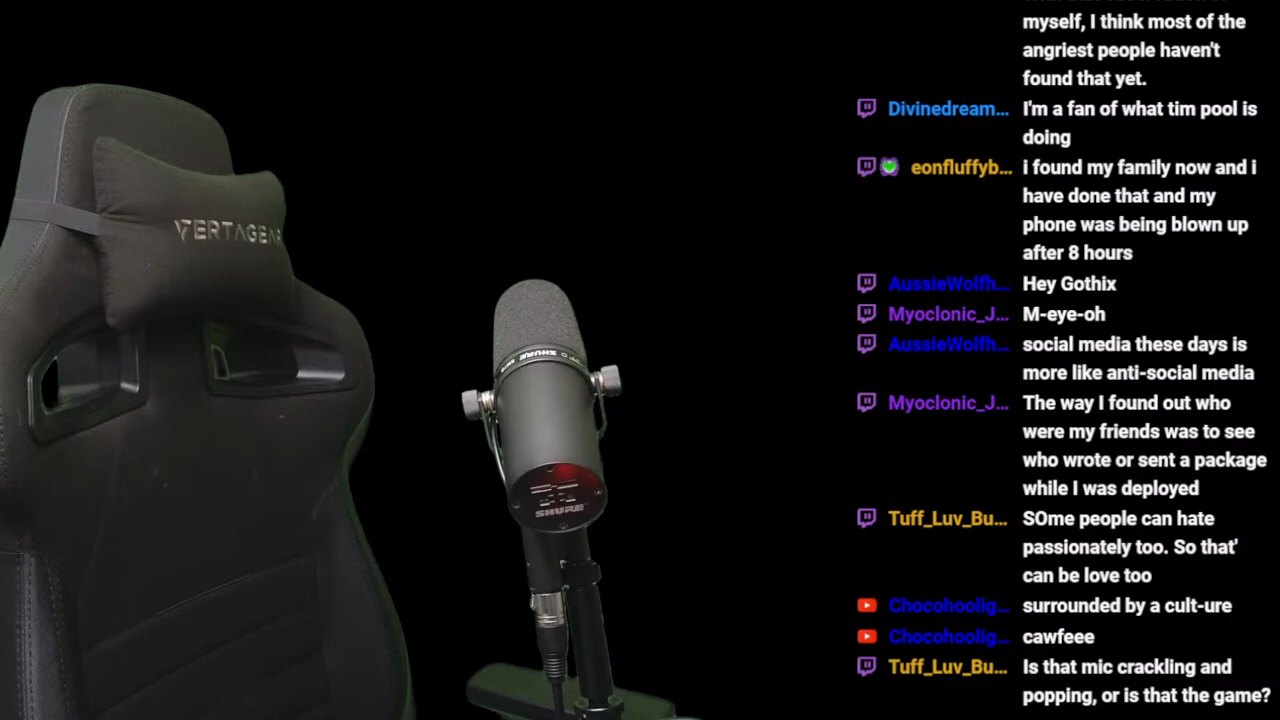 myself, I think most of the
angriest people haven't
found that yet.
Divinedream... I'm a fan of what tim pool is
doing
eonfluffyb... i found my family now and i
have done that and my
phone was being blown up
after 8 hours
AussieWolfh... Hey Gothix
Myoclonic_J... M-eye-oh
AussieWolfh... social media these days is
more like anti-social media
Myoclonic_J... The way I found out who
were my friends was to see
who wrote or sent a package
while I was deployed
Tuff_Luv_Bu... SOme people can hate
passionately too. So that'
can be love too
Chocohoolig... surrounded by a cult-ure
Chocohoolig... cawfeee
Tuff_Luv_Bu... Is that mic crackling and
popping, or is that the game?
VERTAGEAR
SHURE
SHURE